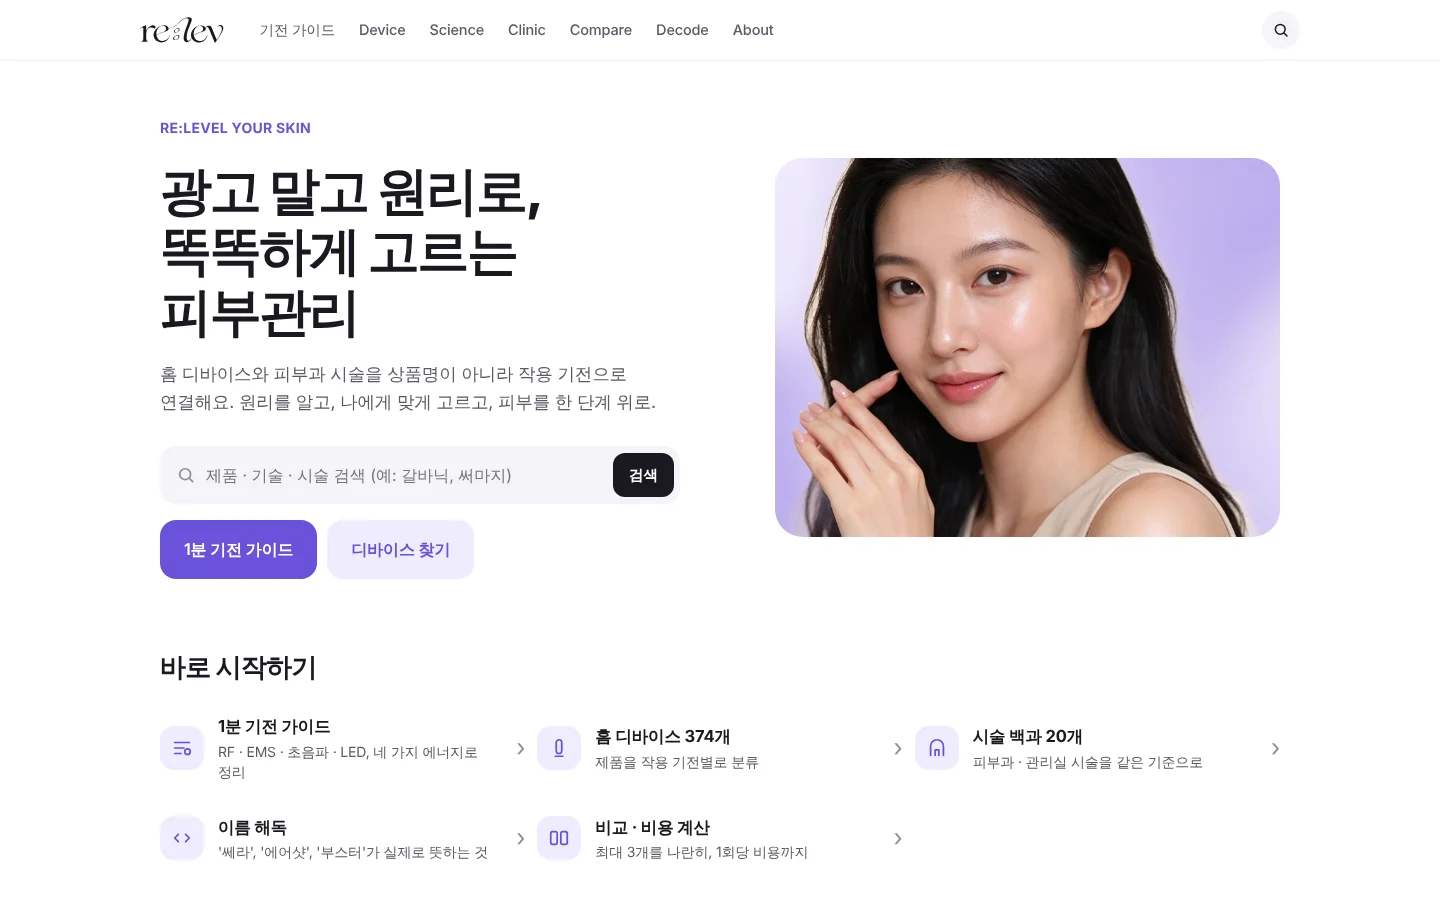 re:lev
기전 가이드
Device
Science
Clinic
Compare
Decode
About
RE:LEVEL YOUR SKIN
광고 말고 원리로,
똑똑하게 고르는
피부관리
홈 디바이스와 피부과 시술을 상품명이 아니라 작용 기전으로
연결해요. 원리를 알고, 나에게 맞게 고르고, 피부를 한 단계 위로.
제품 · 기술 · 시술 검색 (예: 갈바닉, 써마지)
검색
1분 기전 가이드
디바이스 찾기
바로 시작하기
1분 기전 가이드
RF · EMS · 초음파 · LED, 네 가지 에너지로
정리
홈 디바이스 374개
제품을 작용 기전별로 분류
시술 백과 20개
피부과 · 관리실 시술을 같은 기준으로
이름 해독
'쎄라', '에어샷', '부스터'가 실제로 뜻하는 것
비교 · 비용 계산
최대 3개를 나란히, 1회당 비용까지